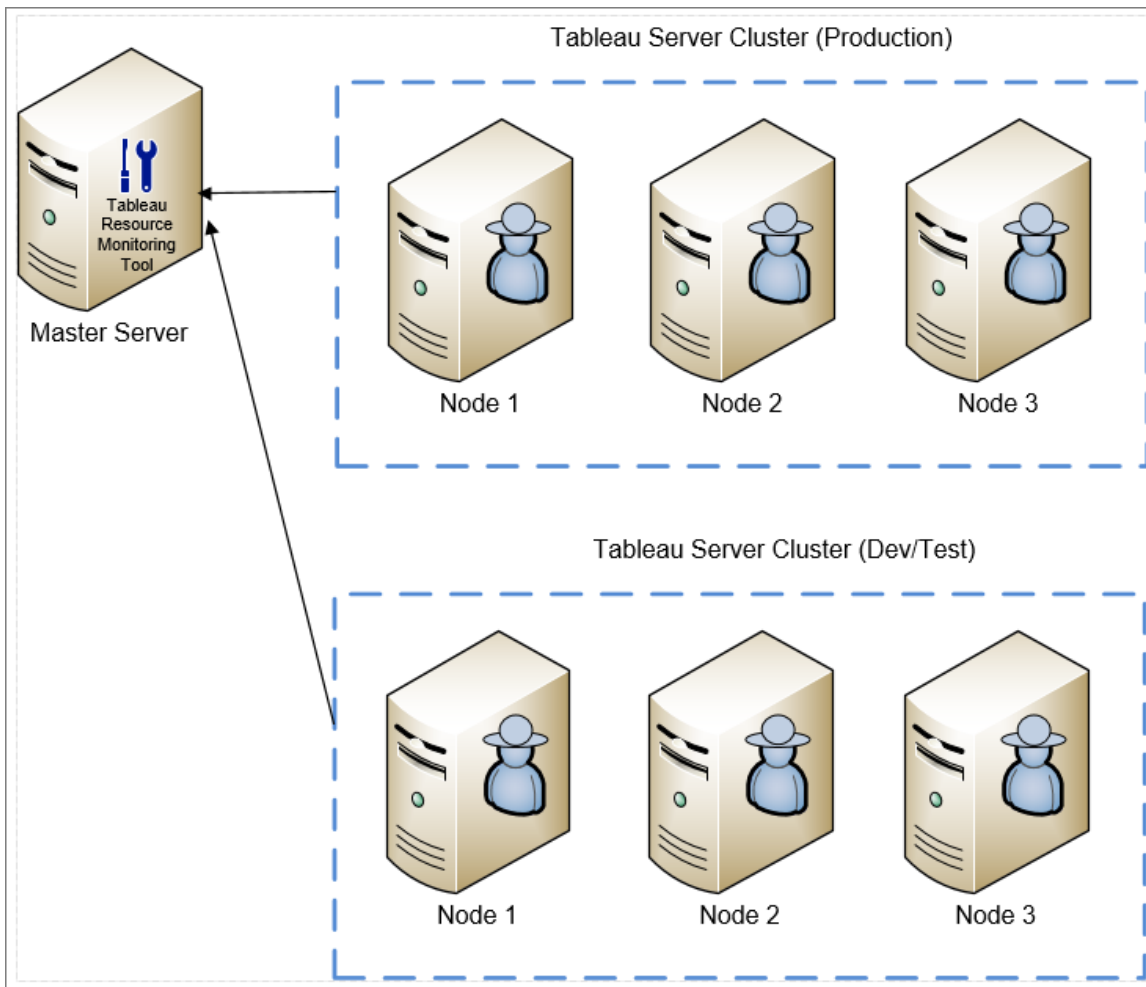 Tableau Server Cluster (Production)
Tableau
Resource
Monitoring
Tool
Master Server
Node 1
Node 2
Node 3
Tableau Server Cluster (Dev/Test)
Node 1
Node 2
Node 3